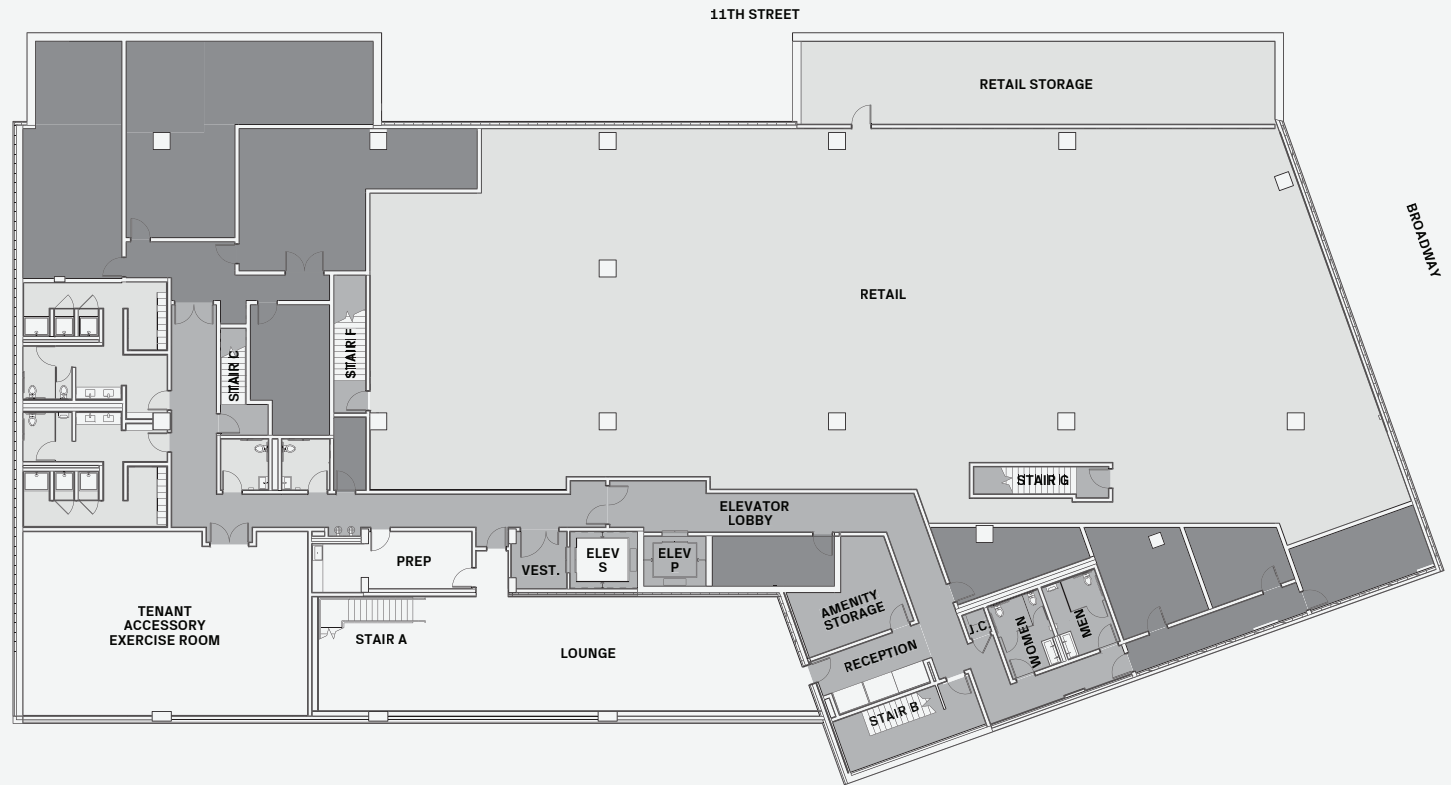 11TH STREET
RETAIL STORAGE
BROADWAY
RETAIL
STAIR F
STAIR C
STAIR G
ELEVATOR
LOBBY
ELEV
S
ELEV
P
VEST.
PREP
TENANT
ACCESSORY
EXERCISE ROOM
STAIR A
LOUNGE
AMENITY
STORAGE
RECEPTION
J.C.
WOMEN
MEN
STAIR B